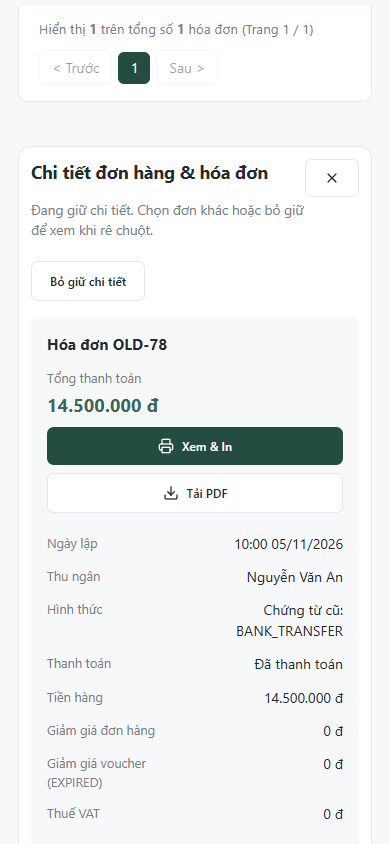 Hiển thị 1 trên tổng số 1 hóa đơn (Trang 1 / 1)
< Trước
1
Sau >
Chi tiết đơn hàng & hóa đơn
Đang giữ chi tiết. Chọn đơn khác hoặc bỏ giữ
để xem khi rê chuột.
Bỏ giữ chi tiết
Hóa đơn OLD-78
Tổng thanh toán
14.500.000 đ
Xem & In
Tải PDF
Ngày lập 10:00 05/11/2026
Thu ngân Nguyễn Văn An
Hình thức Chứng từ cũ:
BANK_TRANSFER
Thanh toán Đã thanh toán
Tiền hàng 14.500.000 đ
Giảm giá đơn hàng 0 đ
Giảm giá voucher 0 đ
(EXPIRED)
Thuế VAT 0 đ